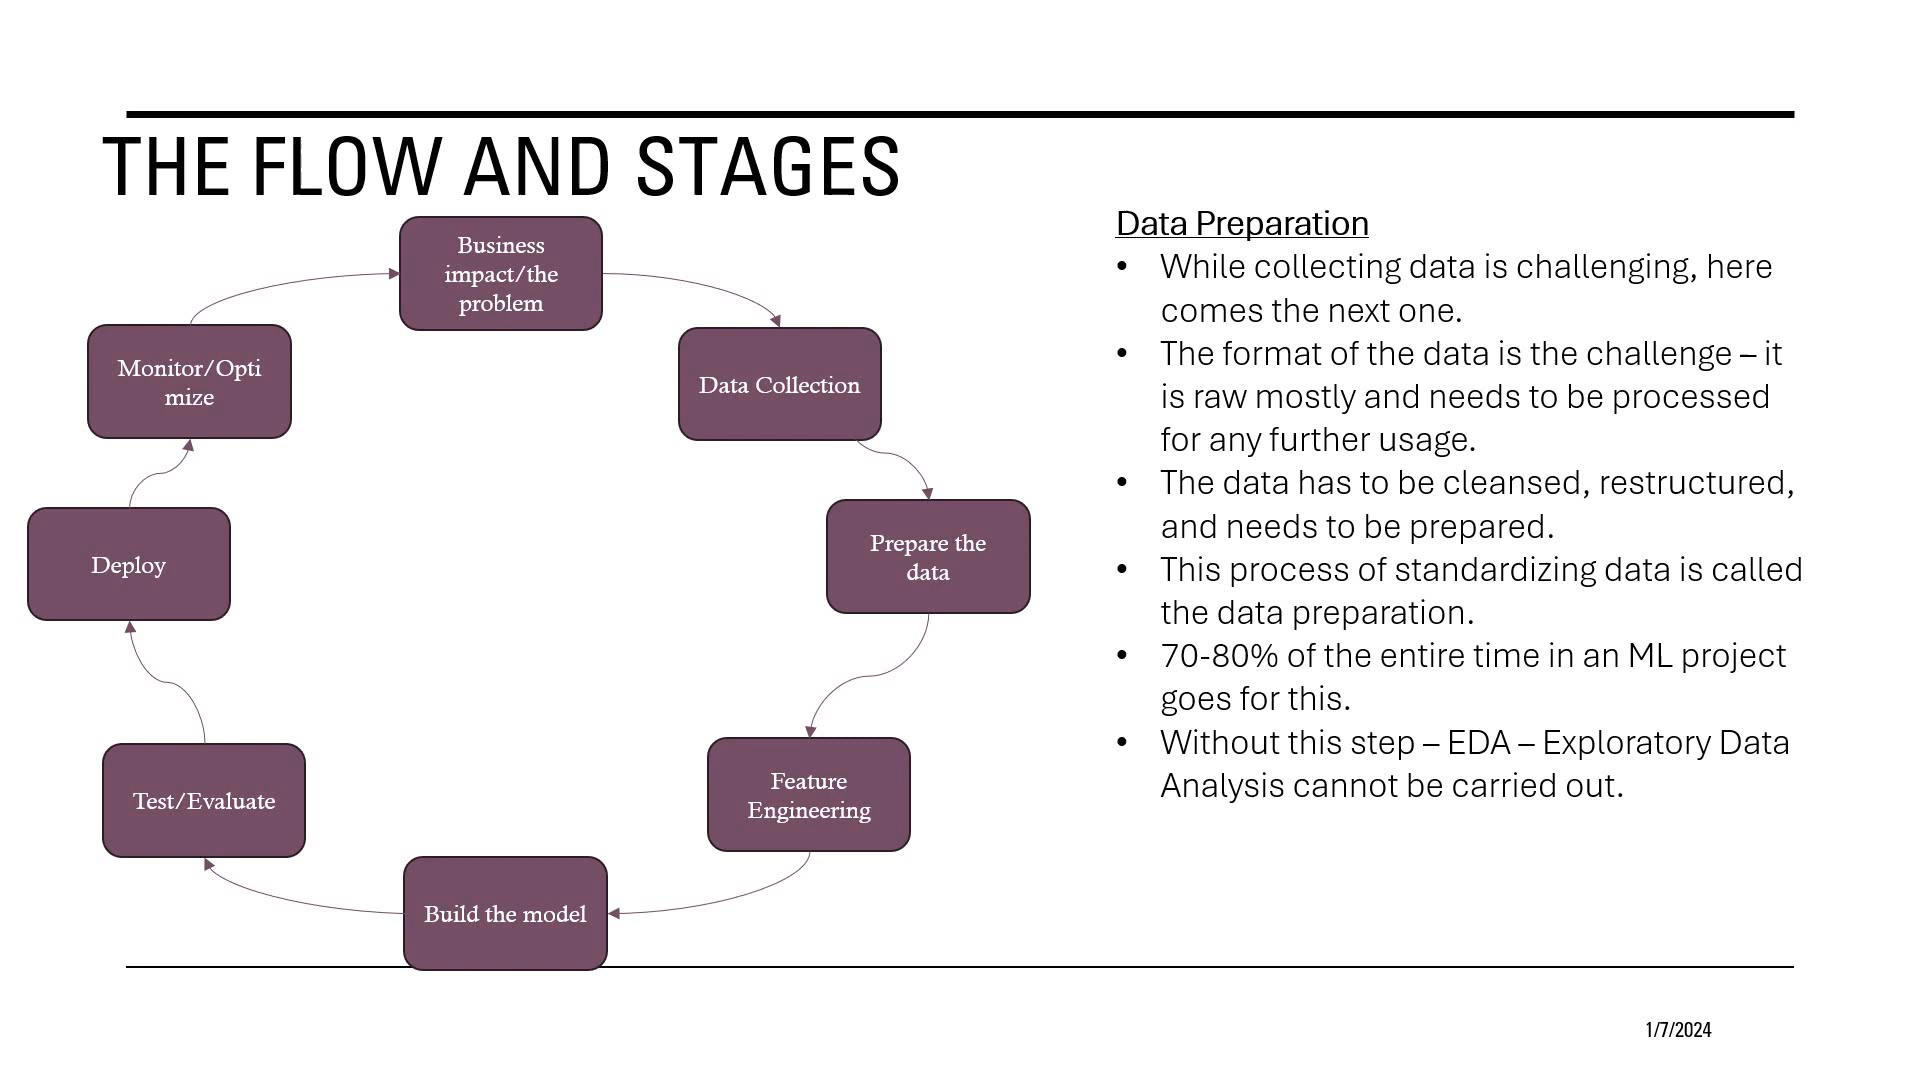 THE FLOW AND STAGES
Business
impact/the
problem
Monitor/Opti
mize
Data Collection
Deploy
Prepare the
data
Test/Evaluate
Feature
Engineering
Build the model
Data Preparation
• While collecting data is challenging, here
comes the next one.
• The format of the data is the challenge – it
is raw mostly and needs to be processed
for any further usage.
• The data has to be cleansed, restructured,
and needs to be prepared.
• This process of standardizing data is called
the data preparation.
• 70-80% of the entire time in an ML project
goes for this.
• Without this step – EDA – Exploratory Data
Analysis cannot be carried out.
1/7/2024